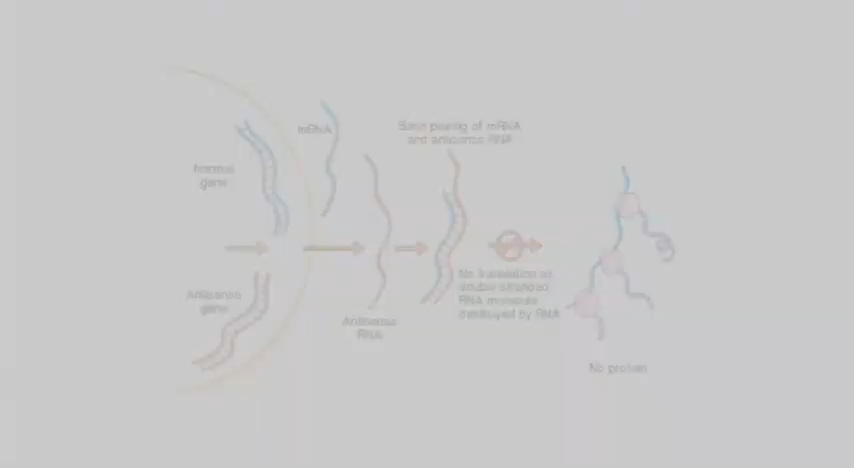 mRNA
Base pairing of mRNA
and antisense RNA
Normal
gene
Antisense
gene
Antisense
RNA
No translation as
double stranded
RNA molecule
destroyed by RNA
No protein